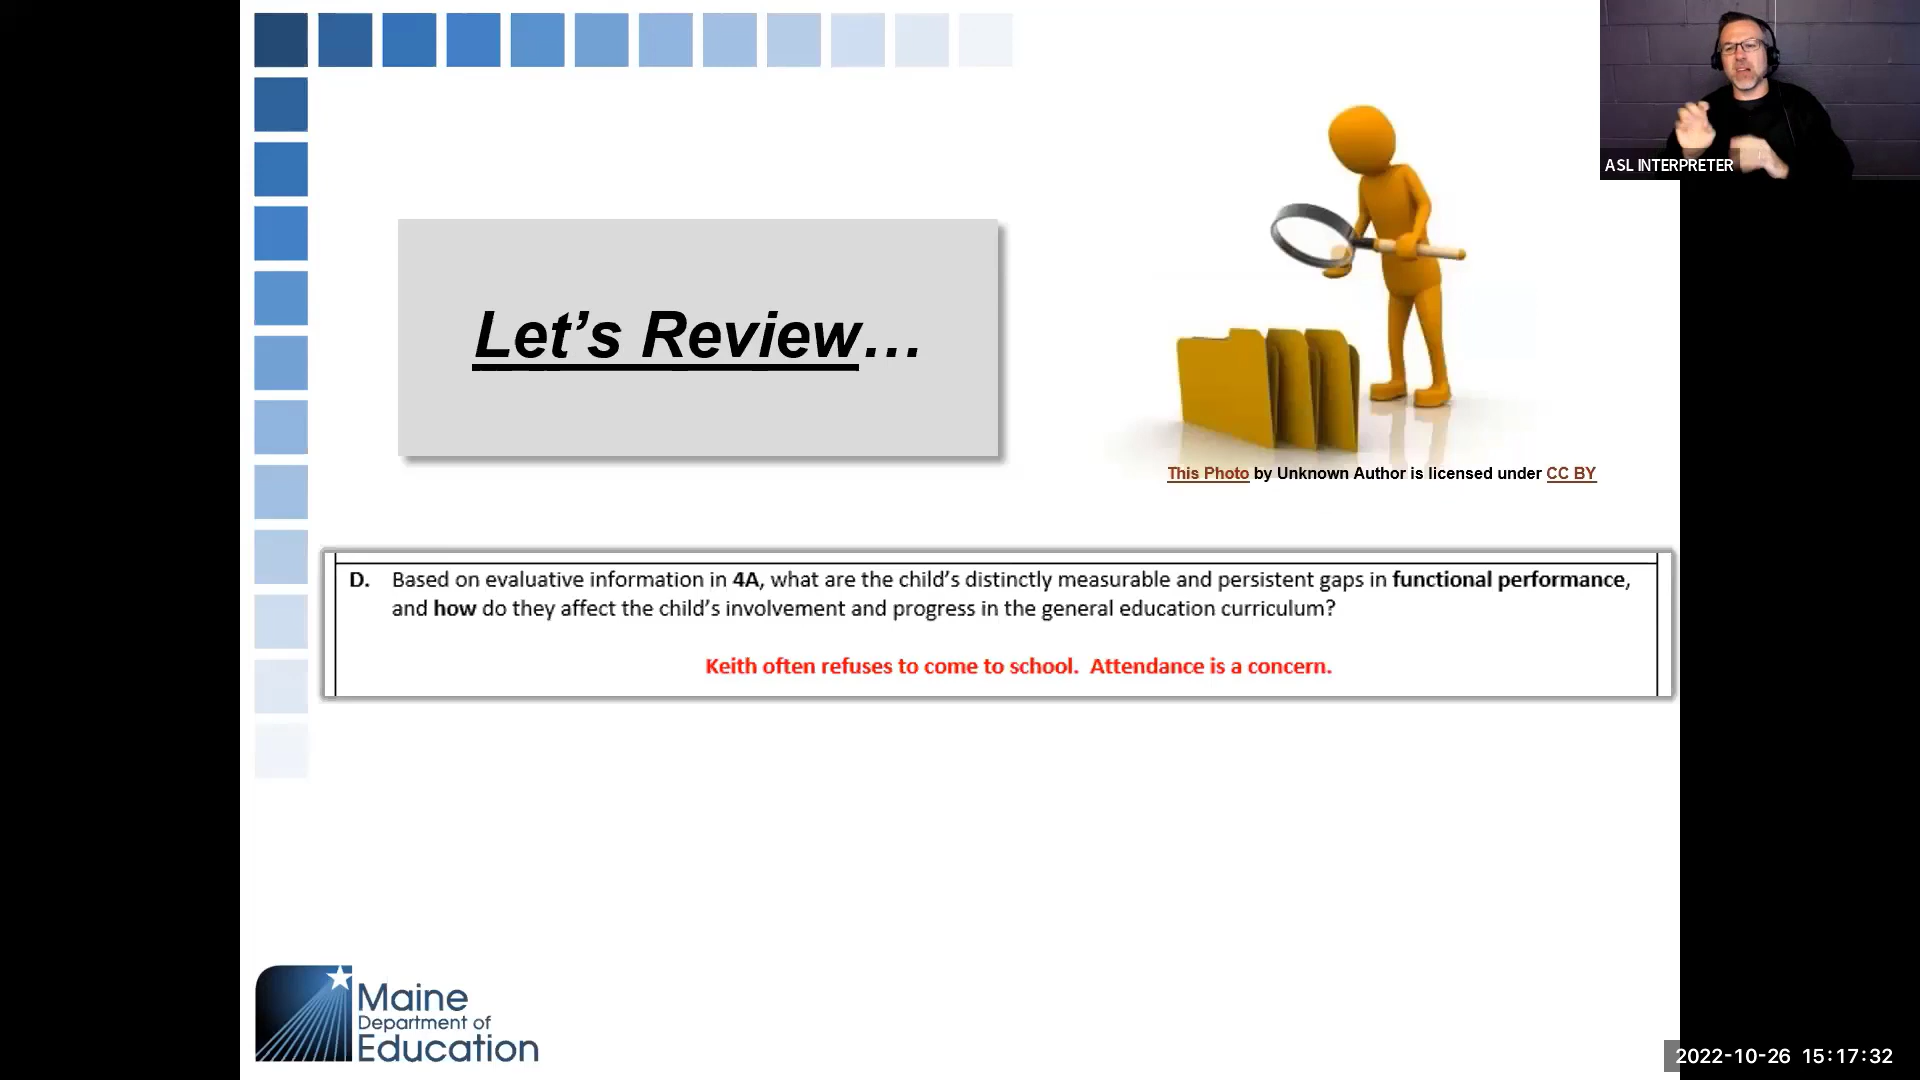 ASL INTERPRETER
Let’s Review…
This Photo by Unknown Author is licensed under CC BY
D. Based on evaluative information in 4A, what are the child’s distinctly measurable and persistent gaps in functional performance,
and how do they affect the child’s involvement and progress in the general education curriculum?
Keith often refuses to come to school. Attendance is a concern.
Maine
Department of
Education
2022-10-26 15:17:32